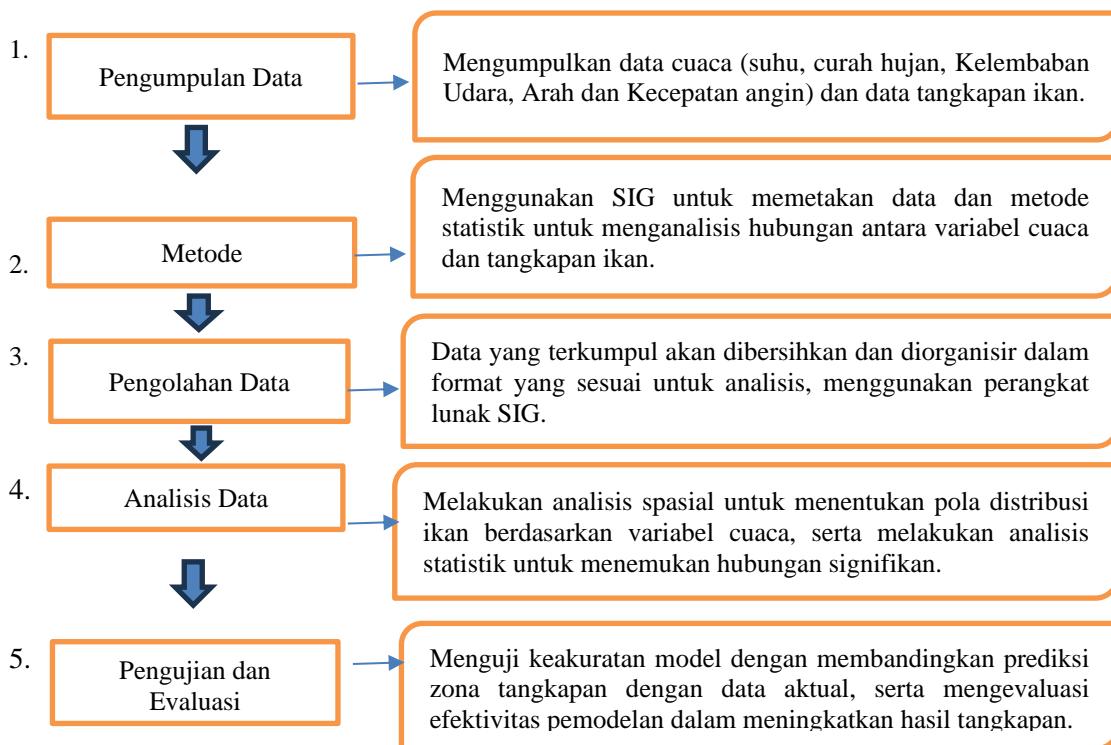 1.
Pengumpulan Data
Mengumpulkan data cuaca (suhu, curah hujan, Kelembaban
Udara, Arah dan Kecepatan angin) dan data tangkapan ikan.
2.
Metode
Menggunakan SIG untuk memetakan data dan metode
statistik untuk menganalisis hubungan antara variabel cuaca
dan tangkapan ikan.
3.
Pengolahan Data
Data yang terkumpul akan dibersihkan dan diorganisir dalam
format yang sesuai untuk analisis, menggunakan perangkat
lunak SIG.
4.
Analisis Data
Melakukan analisis spasial untuk menentukan pola distribusi
ikan berdasarkan variabel cuaca, serta melakukan analisis
statistik untuk menemukan hubungan signifikan.
5.
Pengujian dan
Evaluasi
Menguji keakuratan model dengan membandingkan prediksi
zona tangkapan dengan data aktual, serta mengevaluasi
efektivitas pemodelan dalam meningkatkan hasil tangkapan.